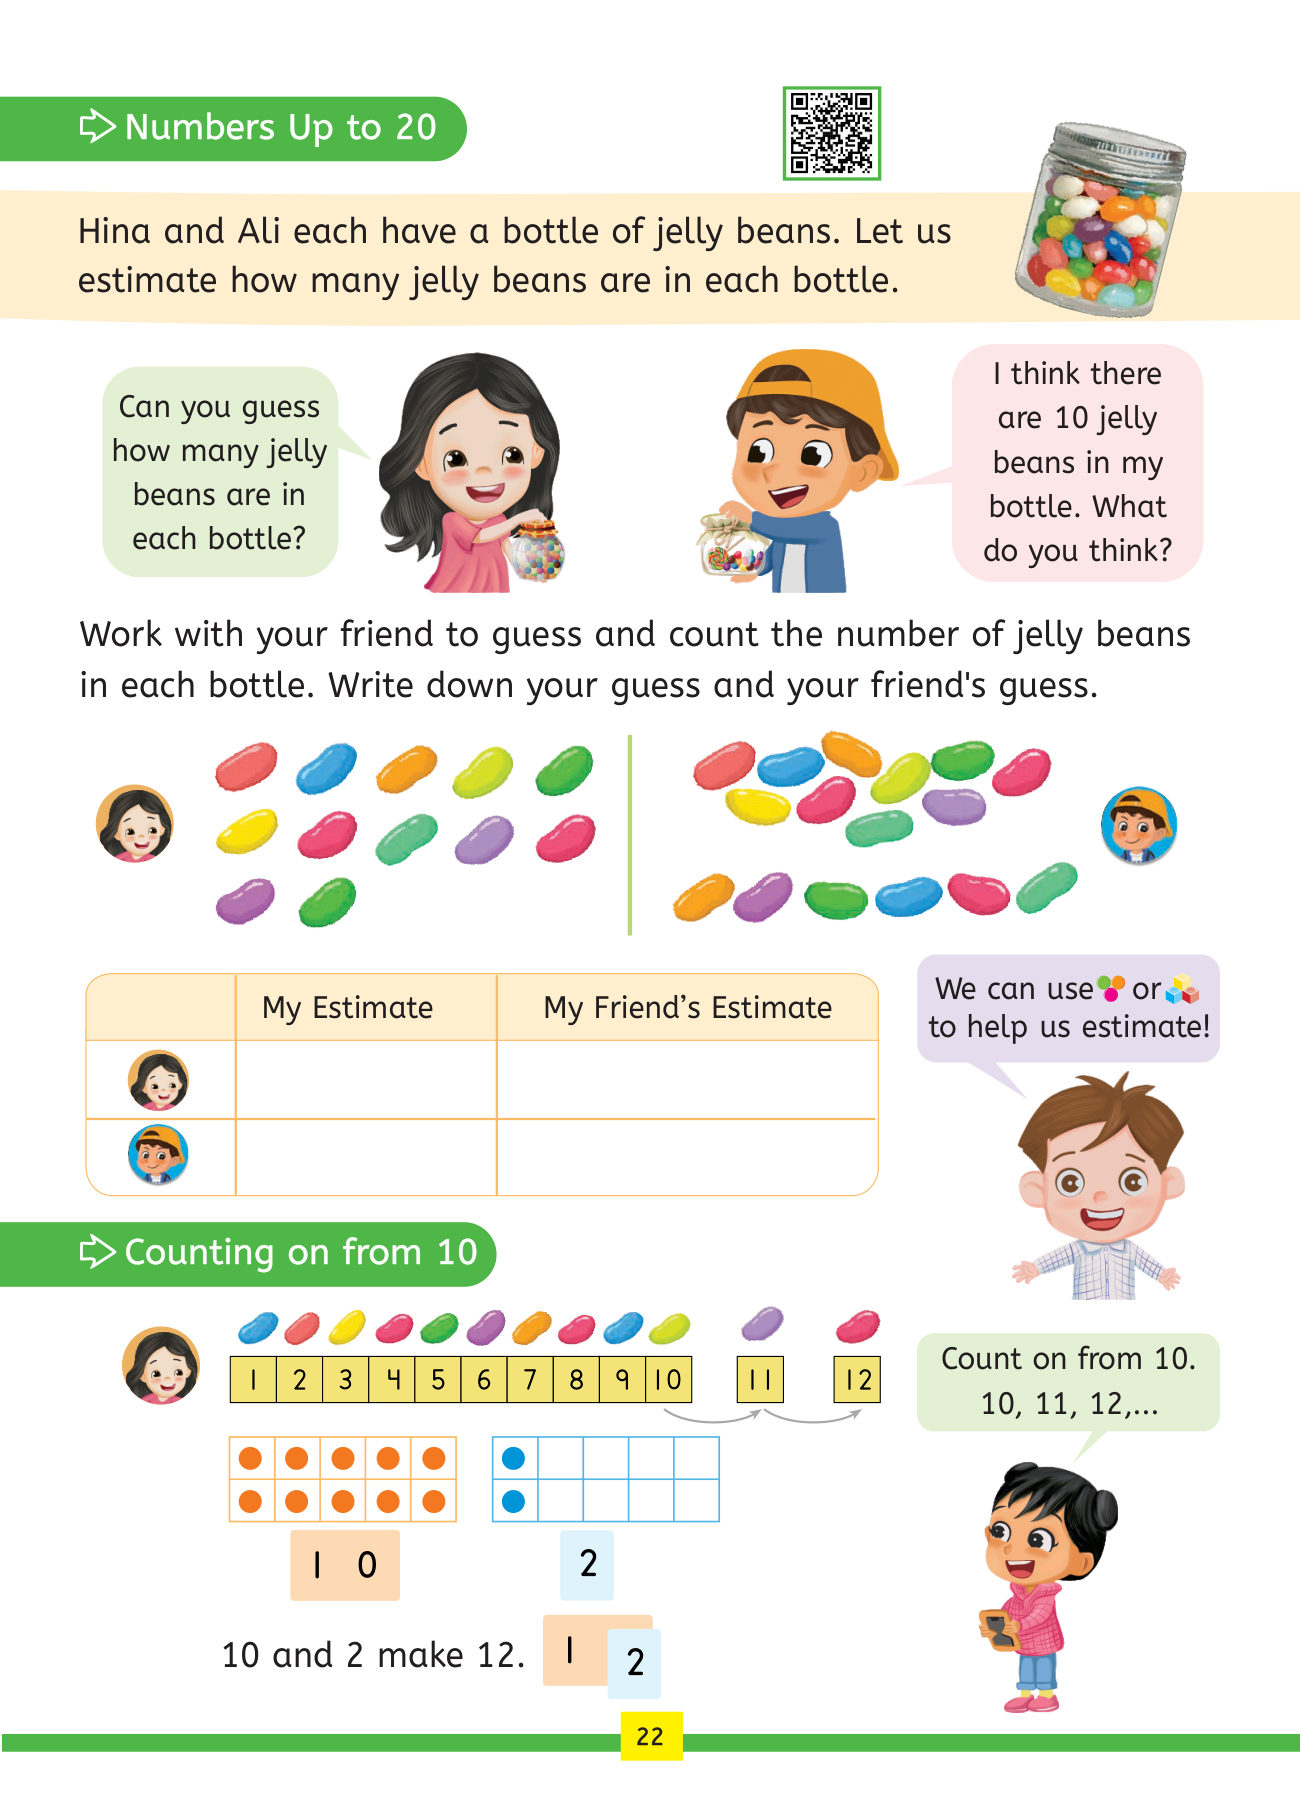 Numbers Up to 20
Hina and Ali each have a bottle of jelly beans. Let us
estimate how many jelly beans are in each bottle.
Can you guess
how many jelly
beans are in
each bottle?
I think there
are 10 jelly
beans in my
bottle. What
do you think?
Work with your friend to guess and count the number of jelly beans
in each bottle. Write down your guess and your friend's guess.
My Estimate My Friend’s Estimate
We can use or
to help us estimate!
Counting on from 10
1 2 3 4 5 6 7 8 9 10 11 12
Count on from 10.
10, 11, 12,...
1 0 2
10 and 2 make 12. 1 2
22